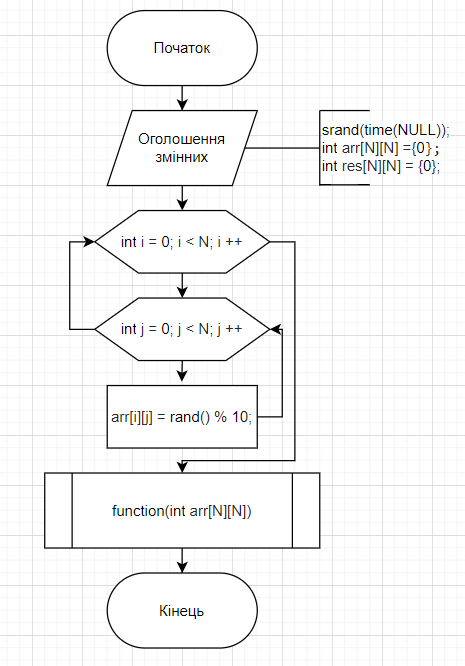 Початок
Оголошення
змінних
srand(time(NULL));
int arr[N][N] ={0} ;
int res[N][N] = {0};
int i = 0; i < N; i ++
int j = 0; j < N; j ++
arr[i][j] = rand() % 10;
function(int arr[N][N])
Кінець